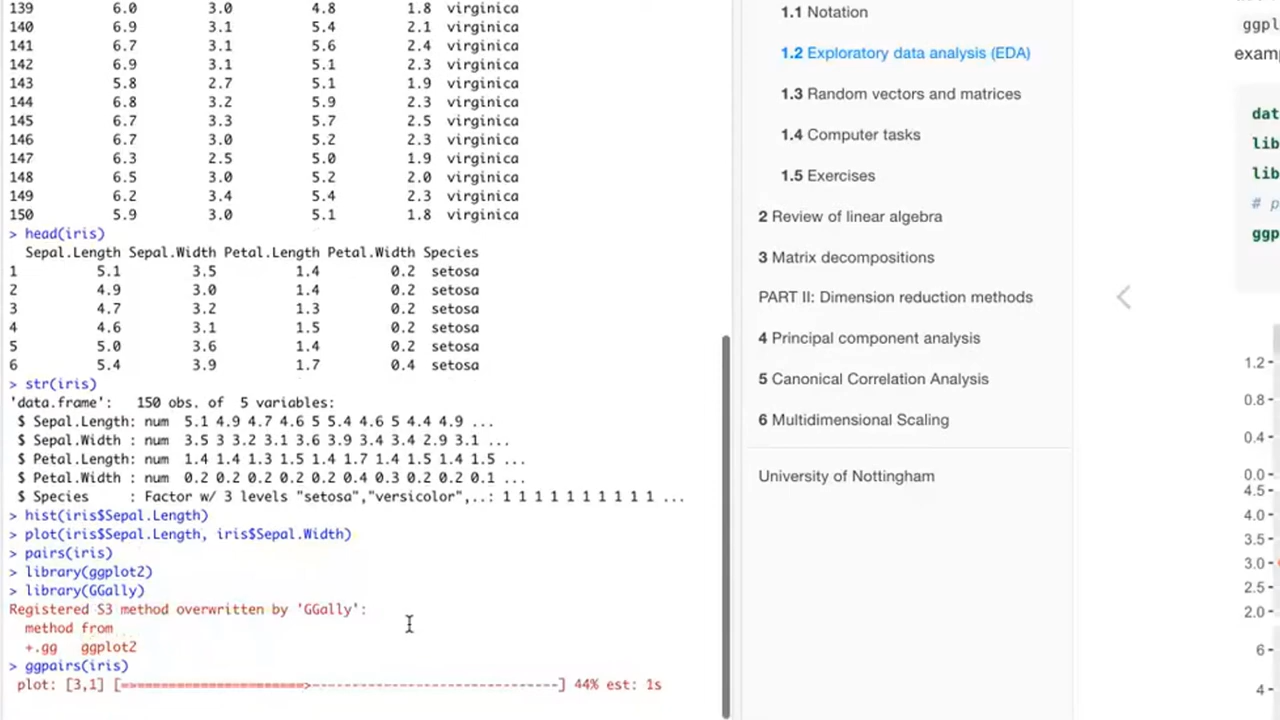 139 6.0 3.0 4.8 1.8 virginica
140 6.9 3.1 5.4 2.1 virginica
141 6.7 3.1 5.6 2.4 virginica
142 6.9 3.1 5.1 2.3 virginica
143 5.8 2.7 5.1 1.9 virginica
144 6.8 3.2 5.9 2.3 virginica
145 6.7 3.3 5.7 2.5 virginica
146 6.7 3.0 5.2 2.3 virginica
147 6.3 2.5 5.0 1.9 virginica
148 6.5 3.0 5.2 2.0 virginica
149 6.2 3.4 5.4 2.3 virginica
150 5.9 3.0 5.1 1.8 virginica
> head(iris)
Sepal.Length Sepal.Width Petal.Length Petal.Width Species
1 5.1 3.5 1.4 0.2 setosa
2 4.9 3.0 1.4 0.2 setosa
3 4.7 3.2 1.3 0.2 setosa
4 4.6 3.1 1.5 0.2 setosa
5 5.0 3.6 1.4 0.2 setosa
6 5.4 3.9 1.7 0.4 setosa
> str(iris)
'data.frame': 150 obs. of 5 variables:
$ Sepal.Length: num 5.1 4.9 4.7 4.6 5 5.4 4.6 5 4.4 4.9 ...
$ Sepal.Width : num 3.5 3 3.2 3.1 3.6 3.9 3.4 3.4 2.9 3.1 ...
$ Petal.Length: num 1.4 1.4 1.3 1.5 1.4 1.7 1.4 1.5 1.4 1.5 ...
$ Petal.Width : num 0.2 0.2 0.2 0.2 0.2 0.4 0.3 0.2 0.2 0.1 ...
$ Species : Factor w/ 3 levels "setosa","versicolor",..: 1 1 1 1 1 1 1 1 1 1 ...
> hist(iris$Sepal.Length)
> plot(iris$Sepal.Length, iris$Sepal.Width)
> pairs(iris)
> library(ggplot2)
> library(GGally)
Registered S3 method overwritten by 'GGally':
method from
+.gg ggplot2
> ggpairs(iris)
plot: [3,1] [=======================>--------------------------------] 44% est: 1s
1.1 Notation
1.2 Exploratory data analysis (EDA)
1.3 Random vectors and matrices
1.4 Computer tasks
1.5 Exercises
2 Review of linear algebra
3 Matrix decompositions
PART II: Dimension reduction methods
4 Principal component analysis
5 Canonical Correlation Analysis
6 Multidimensional Scaling
University of Nottingham
ggpl
exam
dat
lib
lib
# p
ggp
1.2
0.8
0.4
0.0
4.5
4.0
3.5
3.0
2.5
2.0
6
4